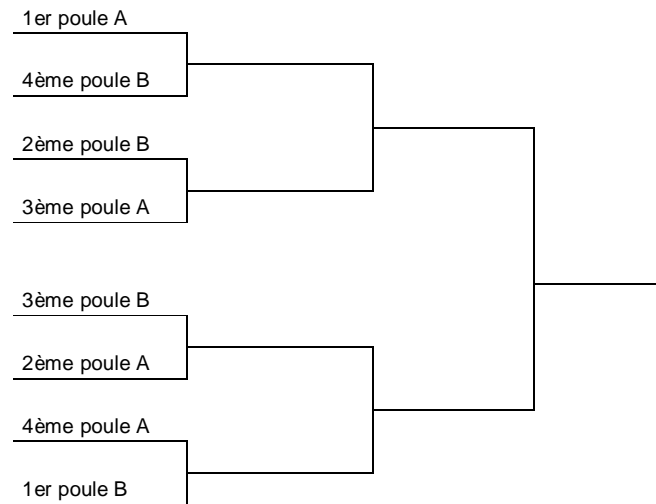 1er poule A
4ème poule B
2ème poule B
3ème poule A
3ème poule B
2ème poule A
4ème poule A
1er poule B